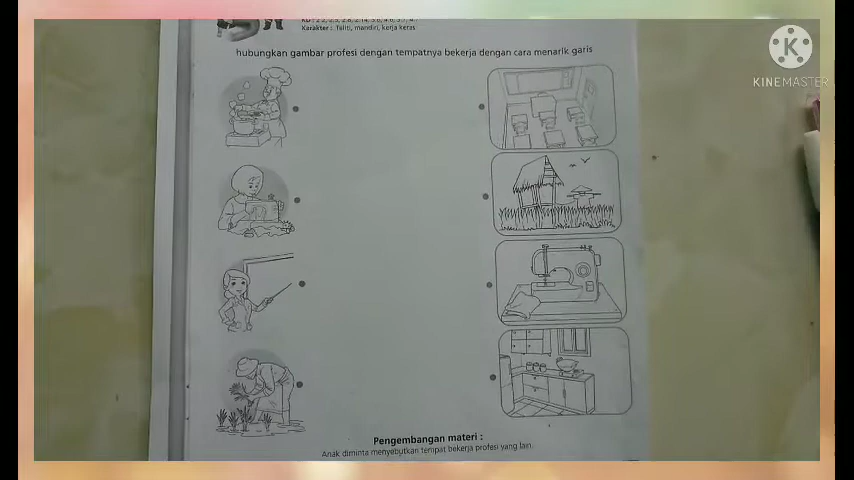 Karakter : Teliti, mandiri, kerja keras
hubungkan gambar profesi dengan tempatnya bekerja dengan cara menarik garis
K
KINEMASTER
Pengembangan materi :
Anak diminta menyebutkan tempat bekerja profesi yang lain.